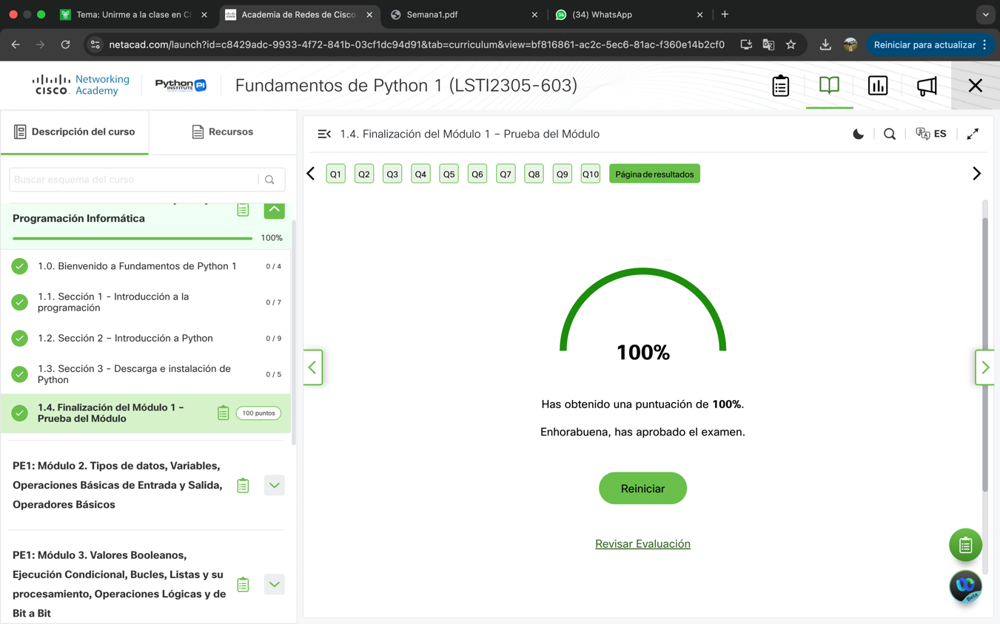 Tema: Unirme a la clase en Ci
Academia de Redes de Cisco:
Semana1.pdf
(34) WhatsApp
netacad.com/launch?id=c8429adc-9933-4f72-841b-03cf1dc94d91&tab=curriculum&view=bf816861-ac2c-5ec6-81ac-f360e14b2cf0
Reiniciar para actualizar
CISCO
Networking
Academy
Python
INSTITUTE
Fundamentos de Python 1 (LSTI2305-603)
Descripción del curso
Recursos
Buscar esquema del curso
Programación Informática
100%
1.0. Bienvenido a Fundamentos de Python 1
0 / 4
1.1. Sección 1 - Introducción a la
programación
0 / 7
1.2. Sección 2 – Introducción a Python
0 / 9
1.3. Sección 3 - Descarga e instalación de
Python
0 / 5
1.4. Finalización del Módulo 1 –
Prueba del Módulo
100 puntos
PE1: Módulo 2. Tipos de datos, Variables,
Operaciones Básicas de Entrada y Salida,
Operadores Básicos
PE1: Módulo 3. Valores Booleanos,
Ejecución Condicional, Bucles, Listas y su
procesamiento, Operaciones Lógicas y de
Bit a Bit
1.4. Finalización del Módulo 1 – Prueba del Módulo
ES
Q1 Q2 Q3 Q4 Q5 Q6 Q7 Q8 Q9 Q10 Página de resultados
100%
Has obtenido una puntuación de 100%.
Enhorabuena, has aprobado el examen.
Reiniciar
Revisar Evaluación
Beta